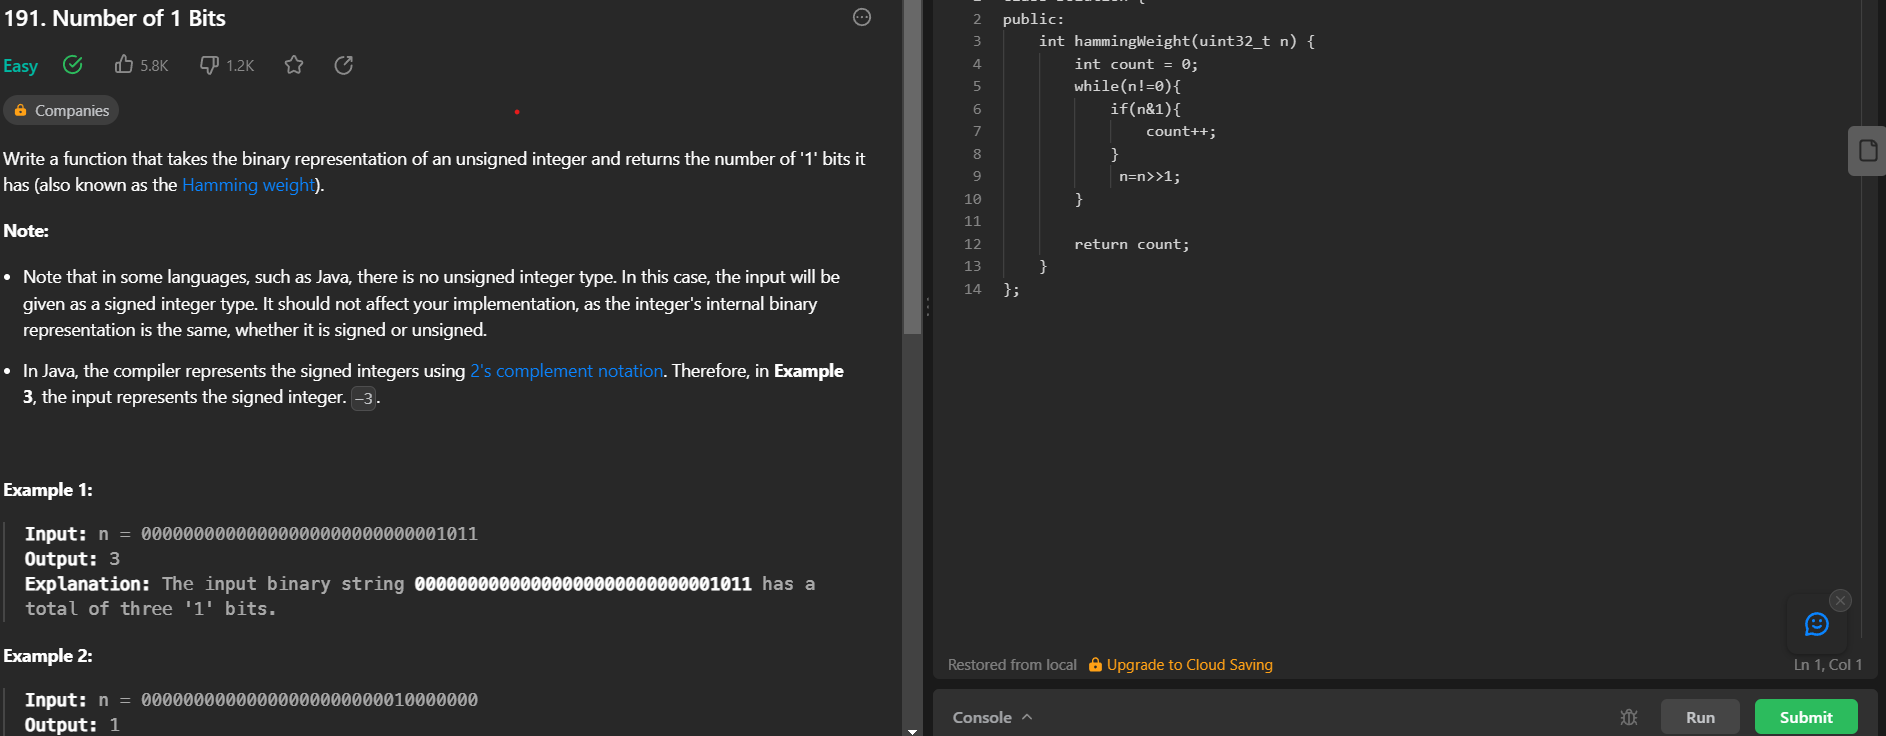 191. Number of 1 Bits
Easy 5.8K 1.2K
Companies
Write a function that takes the binary representation of an unsigned integer and returns the number of '1' bits it
has (also known as the Hamming weight).
Note:
• Note that in some languages, such as Java, there is no unsigned integer type. In this case, the input will be
given as a signed integer type. It should not affect your implementation, as the integer's internal binary
representation is the same, whether it is signed or unsigned.
• In Java, the compiler represents the signed integers using 2's complement notation. Therefore, in Example
3, the input represents the signed integer. -3.
Example 1:
Input: n = 00000000000000000000000000001011
Output: 3
Explanation: The input binary string 00000000000000000000000000001011 has a
total of three '1' bits.
Example 2:
Input: n = 00000000000000000000000010000000
Output: 1
2 public:
3 int hammingWeight(uint32_t n) {
4 int count = 0;
5 while(n!=0){
6 if(n&1){
7 count++;
8 }
9 n=n>>1;
10 }
11
12 return count;
13 }
14 };
Restored from local Upgrade to Cloud Saving Ln 1, Col 1
Console Run Submit